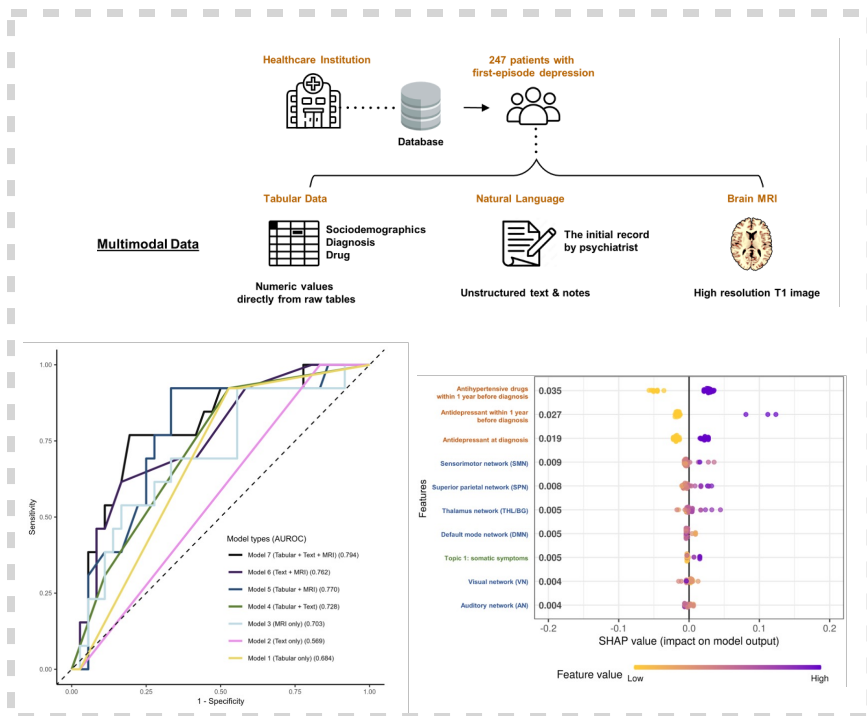 Healthcare Institution
247 patients with
first-episode depression
Database
Tabular Data
Natural Language
Brain MRI
Multimodal Data
Sociodemographics
Diagnosis
Drug
The initial record
by psychiatrist
Numeric values
directly from raw tables
Unstructured text & notes
High resolution T1 image
1.00
0.75
0.50
0.25
0.00
Sensitivity
Model types (AUROC)
Model 7 (Tabular + Text + MRI) (0.794)
Model 6 (Text + MRI) (0.762)
Model 5 (Tabular + MRI) (0.770)
Model 4 (Tabular + Text) (0.728)
Model 3 (MRI only) (0.703)
Model 2 (Text only) (0.569)
Model 1 (Tabular only) (0.684)
0.00 0.25 0.50 0.75 1.00
1 - Specificity
Features
Antihypertensive drugs
within 1 year before diagnosis
0.035
Antidepressant within 1 year
before diagnosis
0.027
Antidepressant at diagnosis
0.019
Sensorimotor network (SMN)
0.009
Superior parietal network (SPN)
0.008
Thalamus network (THL/BG)
0.005
Default mode network (DMN)
0.005
Topic 1: somatic symptoms
0.005
Visual network (VN)
0.004
Auditory network (AN)
0.004
-0.2 -0.1 0.0 0.1 0.2
SHAP value (impact on model output)
Feature value
Low
High